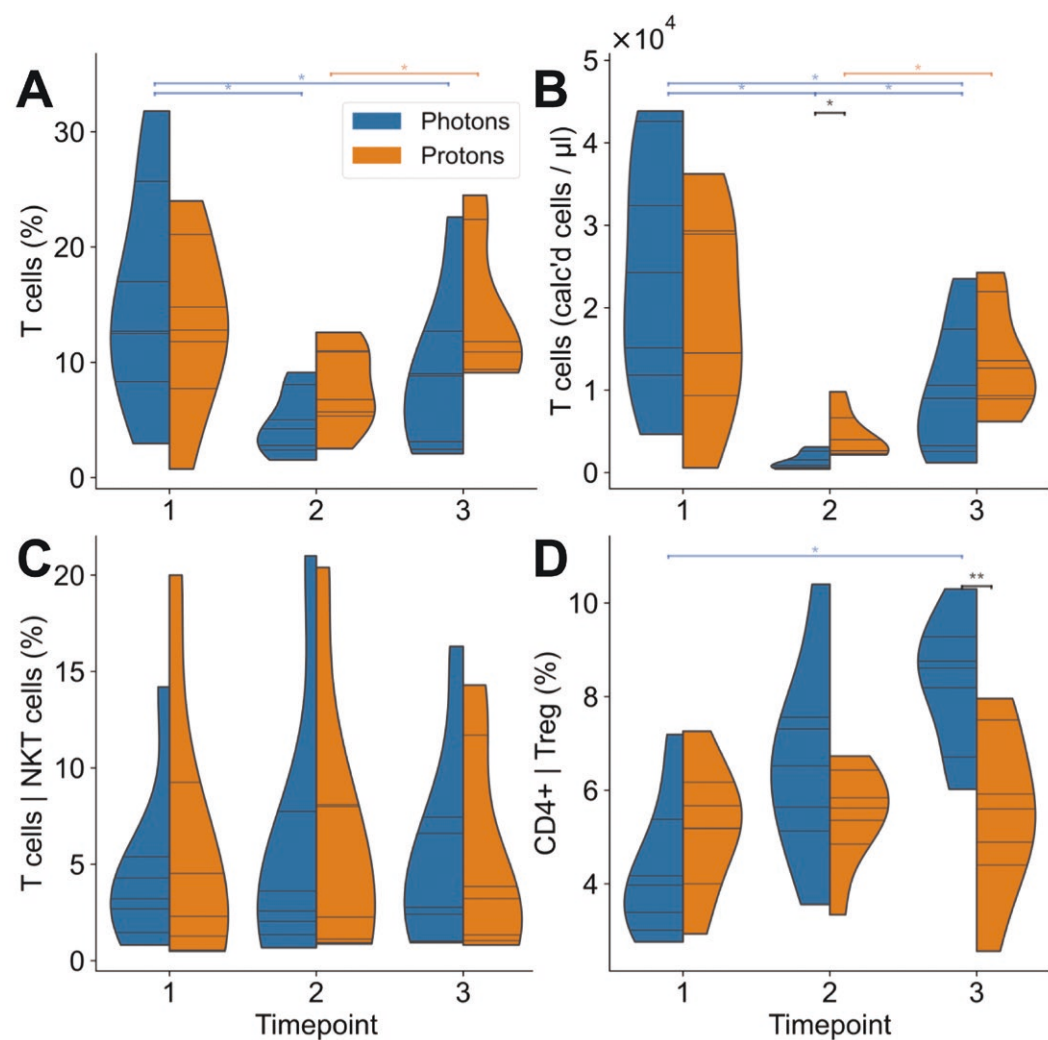 ×10⁴
A
* * *
T cells (%)
30
20
10
0
Photons
Protons
1 2 3
B
* * * * *
T cells (calc'd cells / µl)
5
4
3
2
1
0
1 2 3
C
T cells | NKT cells (%)
20
15
10
5
0
1 2 3
Timepoint
D
* **
CD4+ | Treg (%)
10
8
6
4
1 2 3
Timepoint